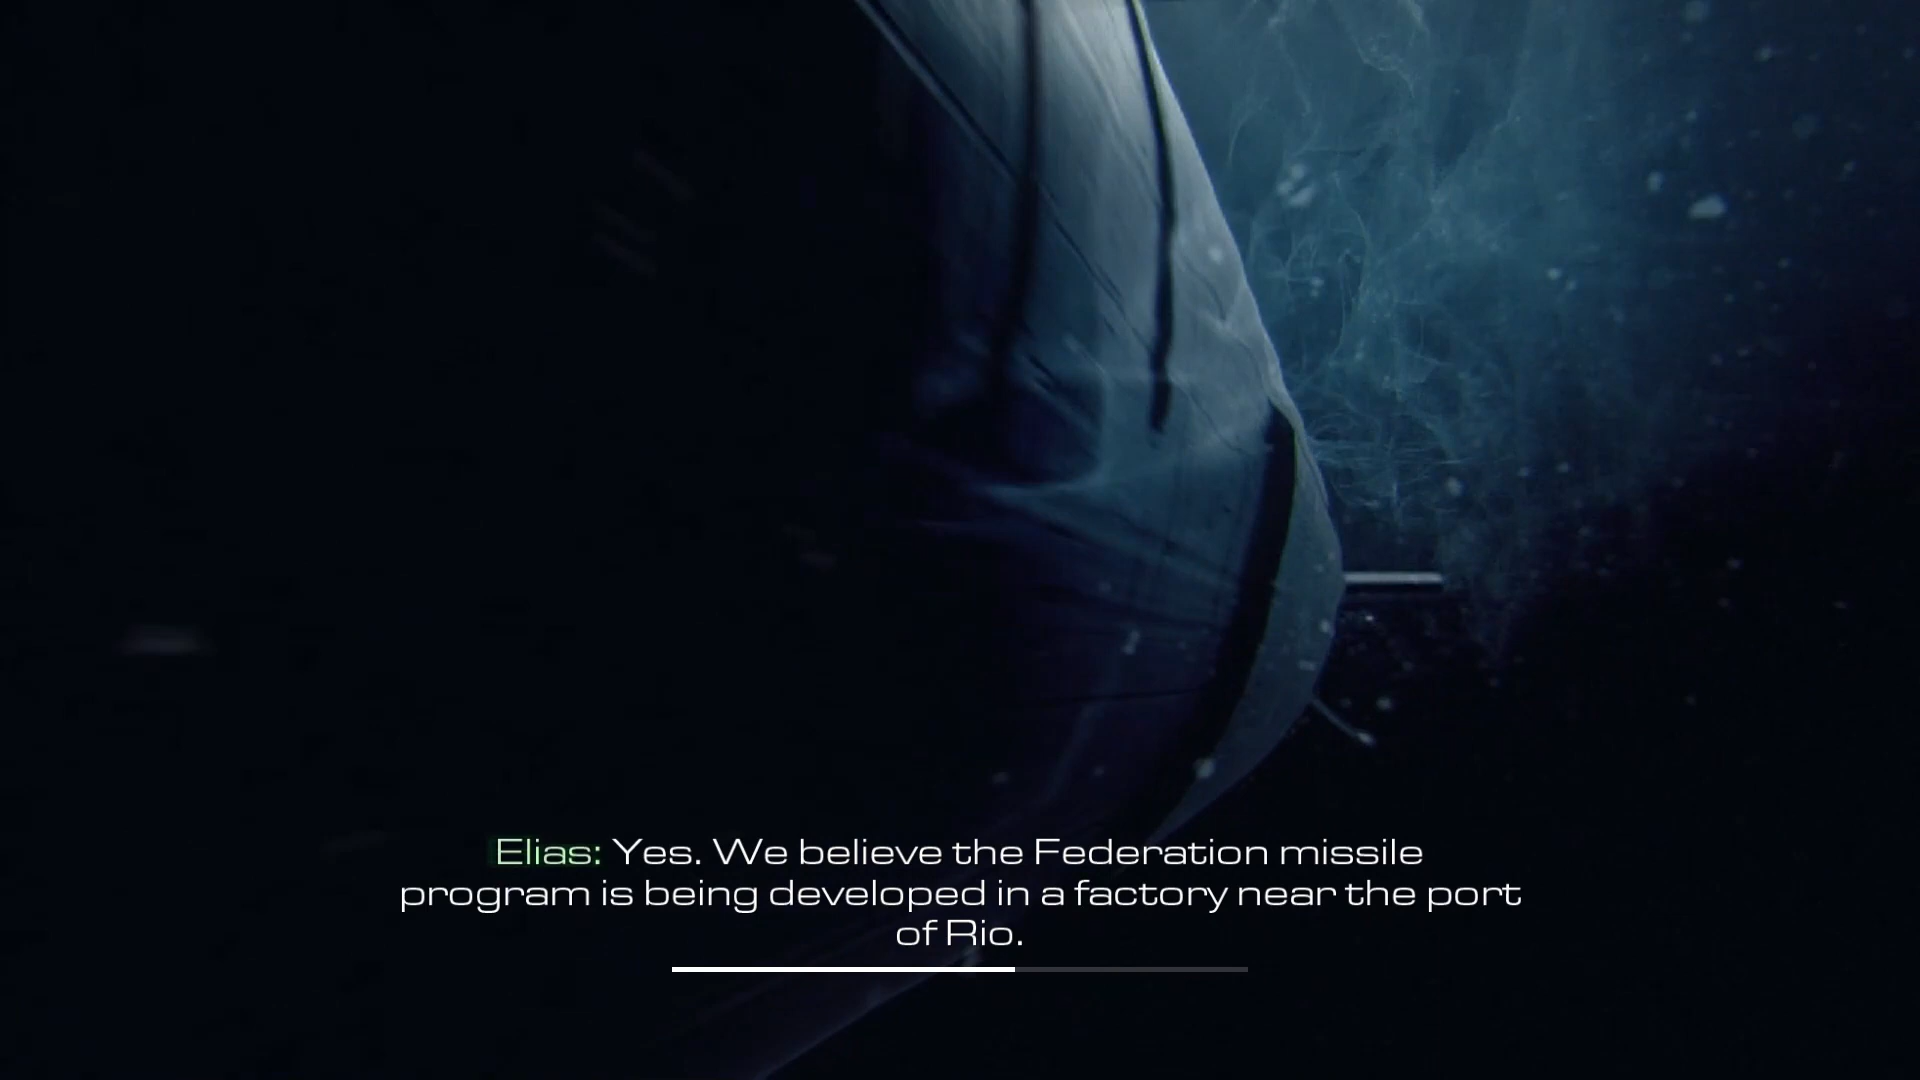 Elias: Yes. We believe the Federation missile
program is being developed in a factory near the port
of Rio.